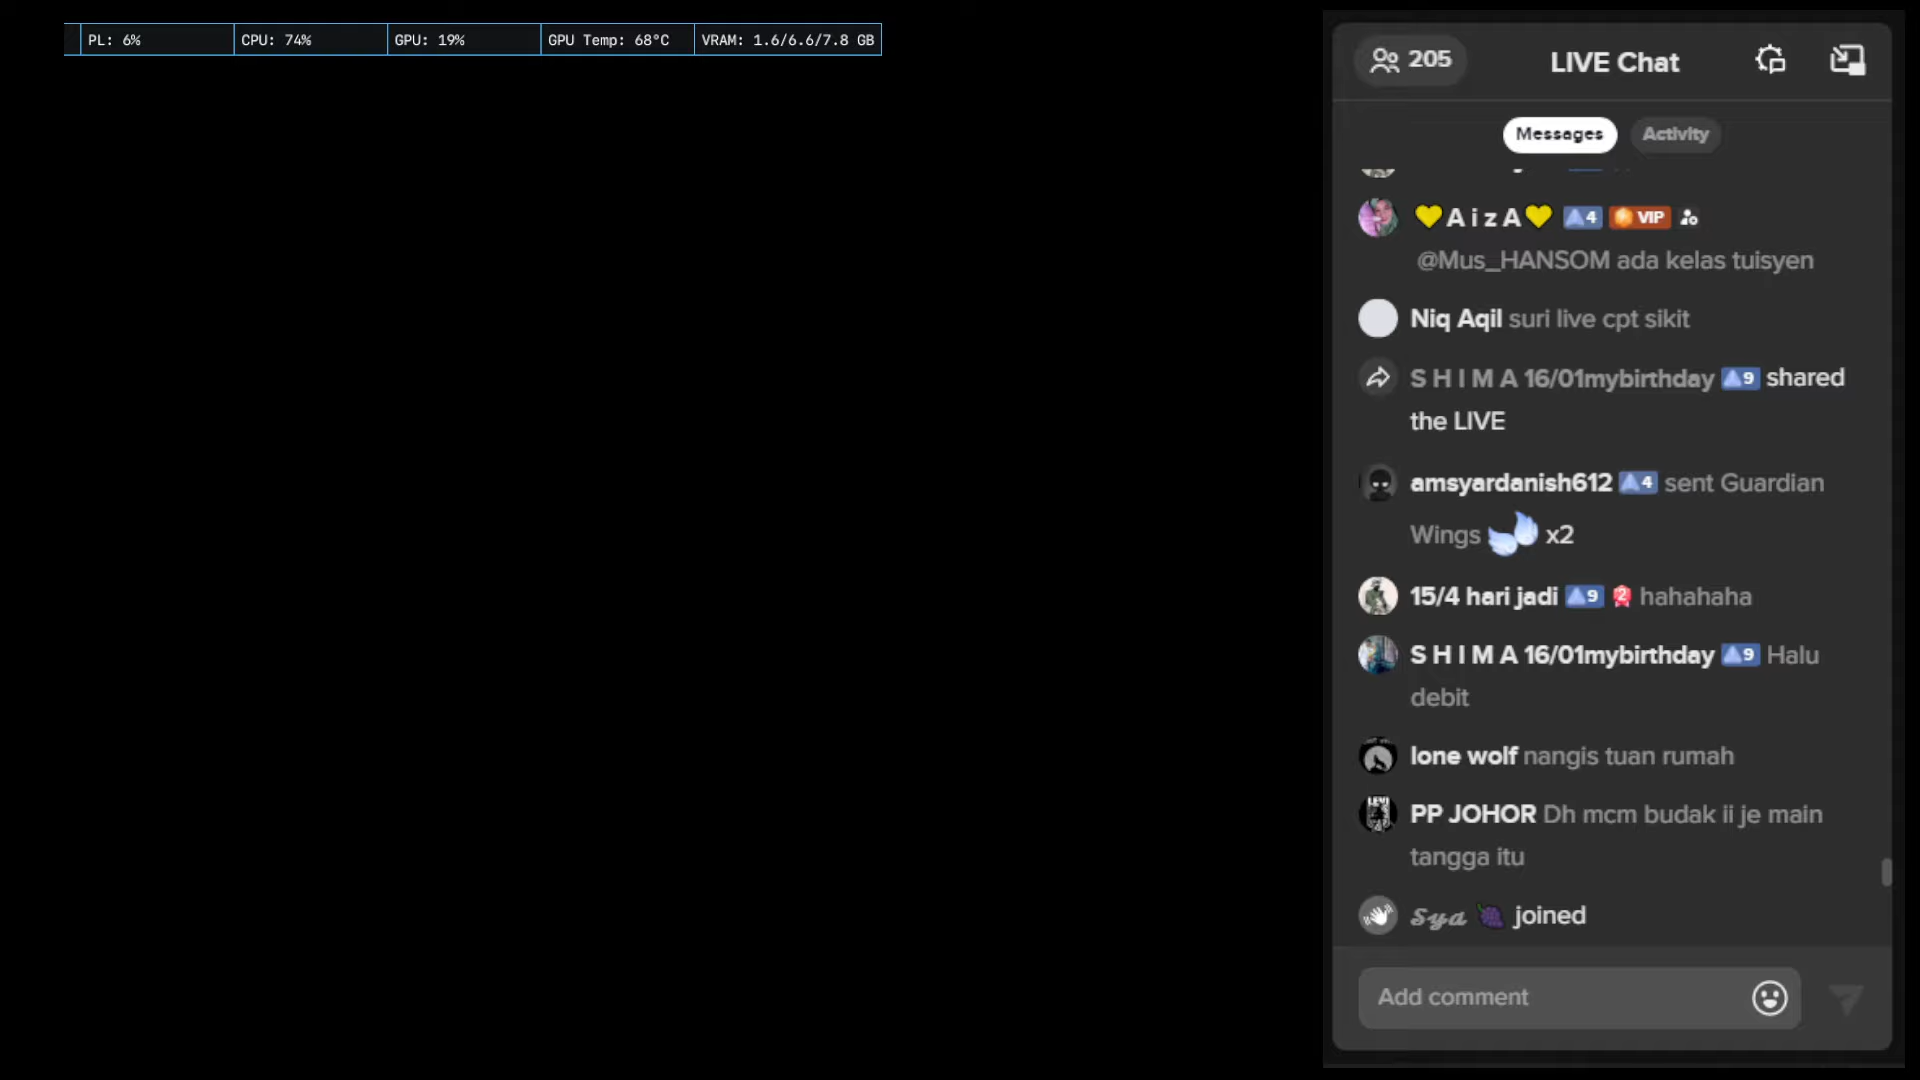 PL: 6% CPU: 74% GPU: 19% GPU Temp: 68°C VRAM: 1.6/6.6/7.8 GB
205 LIVE Chat
Messages Activity
💛A i z A💛 4 VIP
@Mus_HANSOM ada kelas tuisyen
Niq Aqil suri live cpt sikit
S H I M A 16/01mybirthday 9 shared
the LIVE
amsyardanish612 4 sent Guardian
Wings x2
15/4 hari jadi 9 2 hahahaha
S H I M A 16/01mybirthday 9 Halu
debit
lone wolf nangis tuan rumah
PP JOHOR Dh mcm budak ii je main
tangga itu
𝓢𝔂𝓪 🍇 joined
Add comment